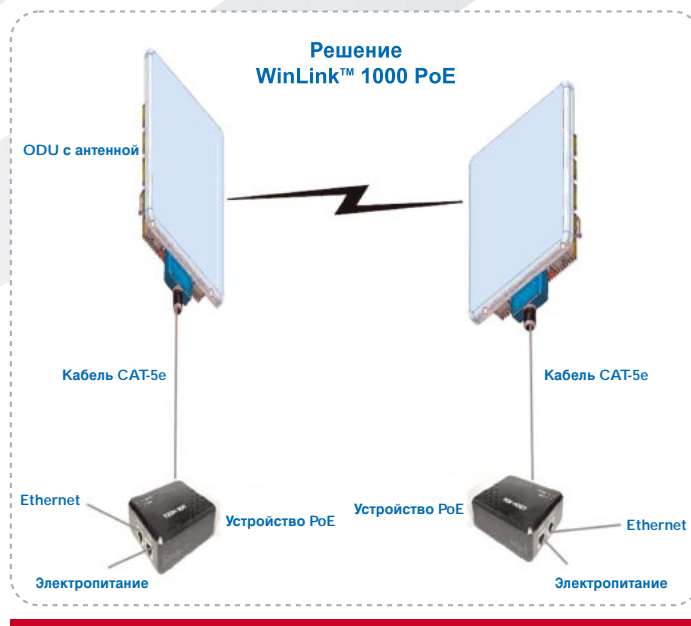 Решение
WinLink™ 1000 PoE
ODU с антенной
Кабель CAT-5e
Кабель CAT-5e
Ethernet
Устройство PoE
Устройство PoE
Ethernet
Электропитание
Электропитание